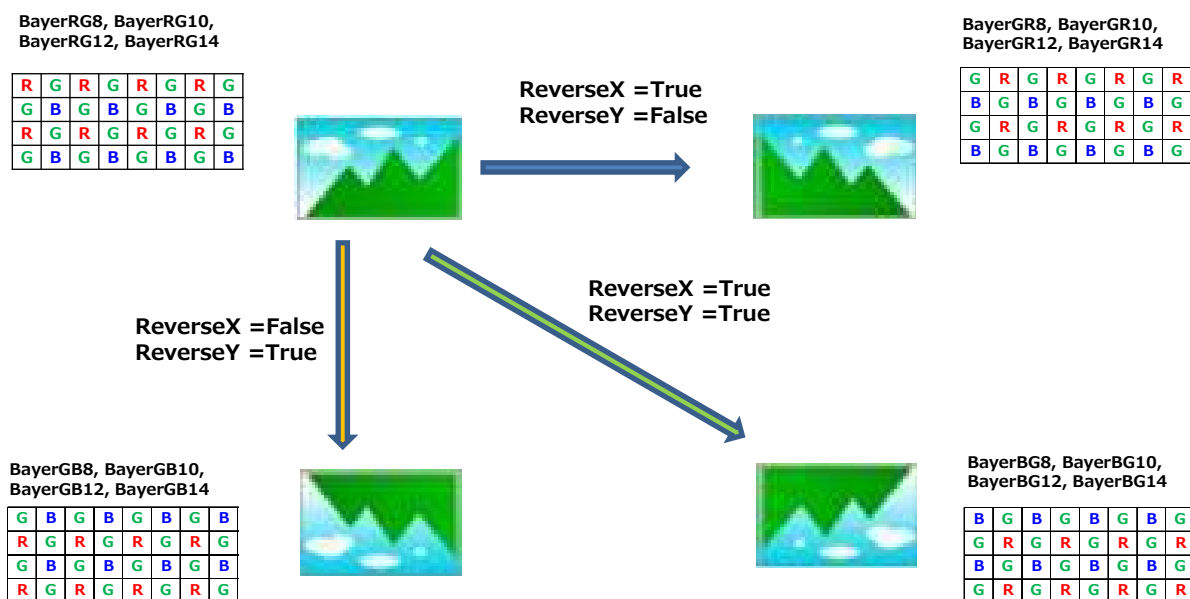 BayerRG8, BayerRG10,
BayerRG12, BayerRG14
R G R G R G R G
G B G B G B G B
R G R G R G R G
G B G B G B G B
ReverseX =True
ReverseY =False
BayerGR8, BayerGR10,
BayerGR12, BayerGR14
G R G R G R G R
B G B G B G B G
G R G R G R G R
B G B G B G B G
ReverseX =False
ReverseY =True
ReverseX =True
ReverseY =True
BayerGB8, BayerGB10,
BayerGB12, BayerGB14
G B G B G B G B
R G R G R G R G
G B G B G B G B
R G R G R G R G
BayerBG8, BayerBG10,
BayerBG12, BayerBG14
B G B G B G B G
G R G R G R G R
B G B G B G B G
G R G R G R G R